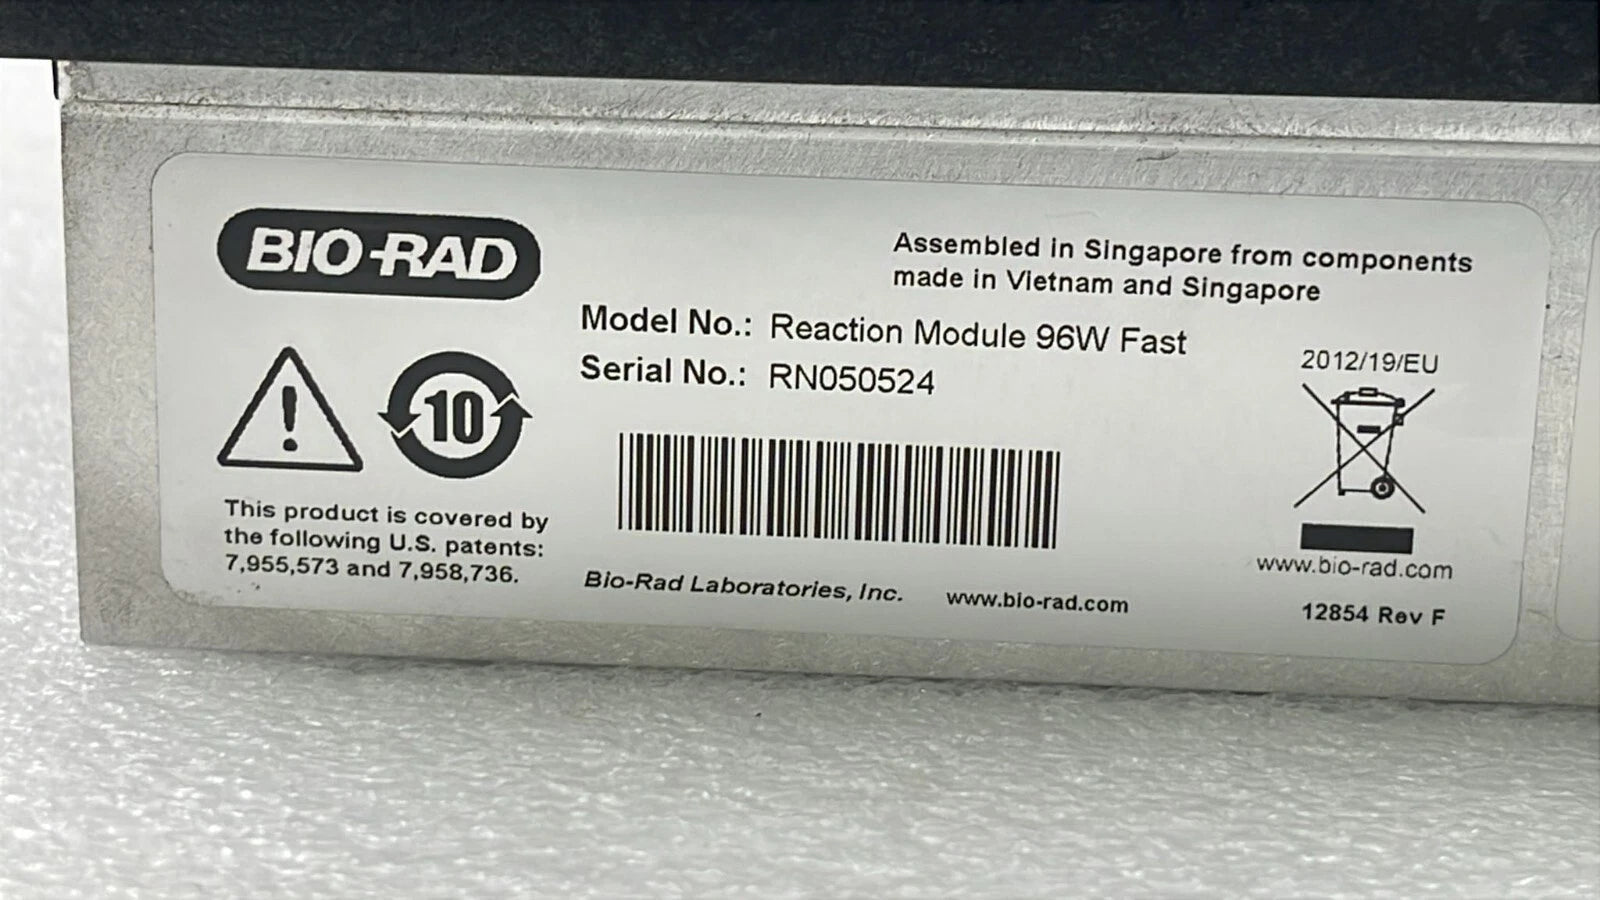 BIO-RAD
Assembled in Singapore from components
made in Vietnam and Singapore
Model No.: Reaction Module 96W Fast
Serial No.: RN050524
10
2012/19/EU
This product is covered by
the following U.S. patents:
7,955,573 and 7,958,736.
Bio-Rad Laboratories, Inc. www.bio-rad.com
www.bio-rad.com
12854 Rev F